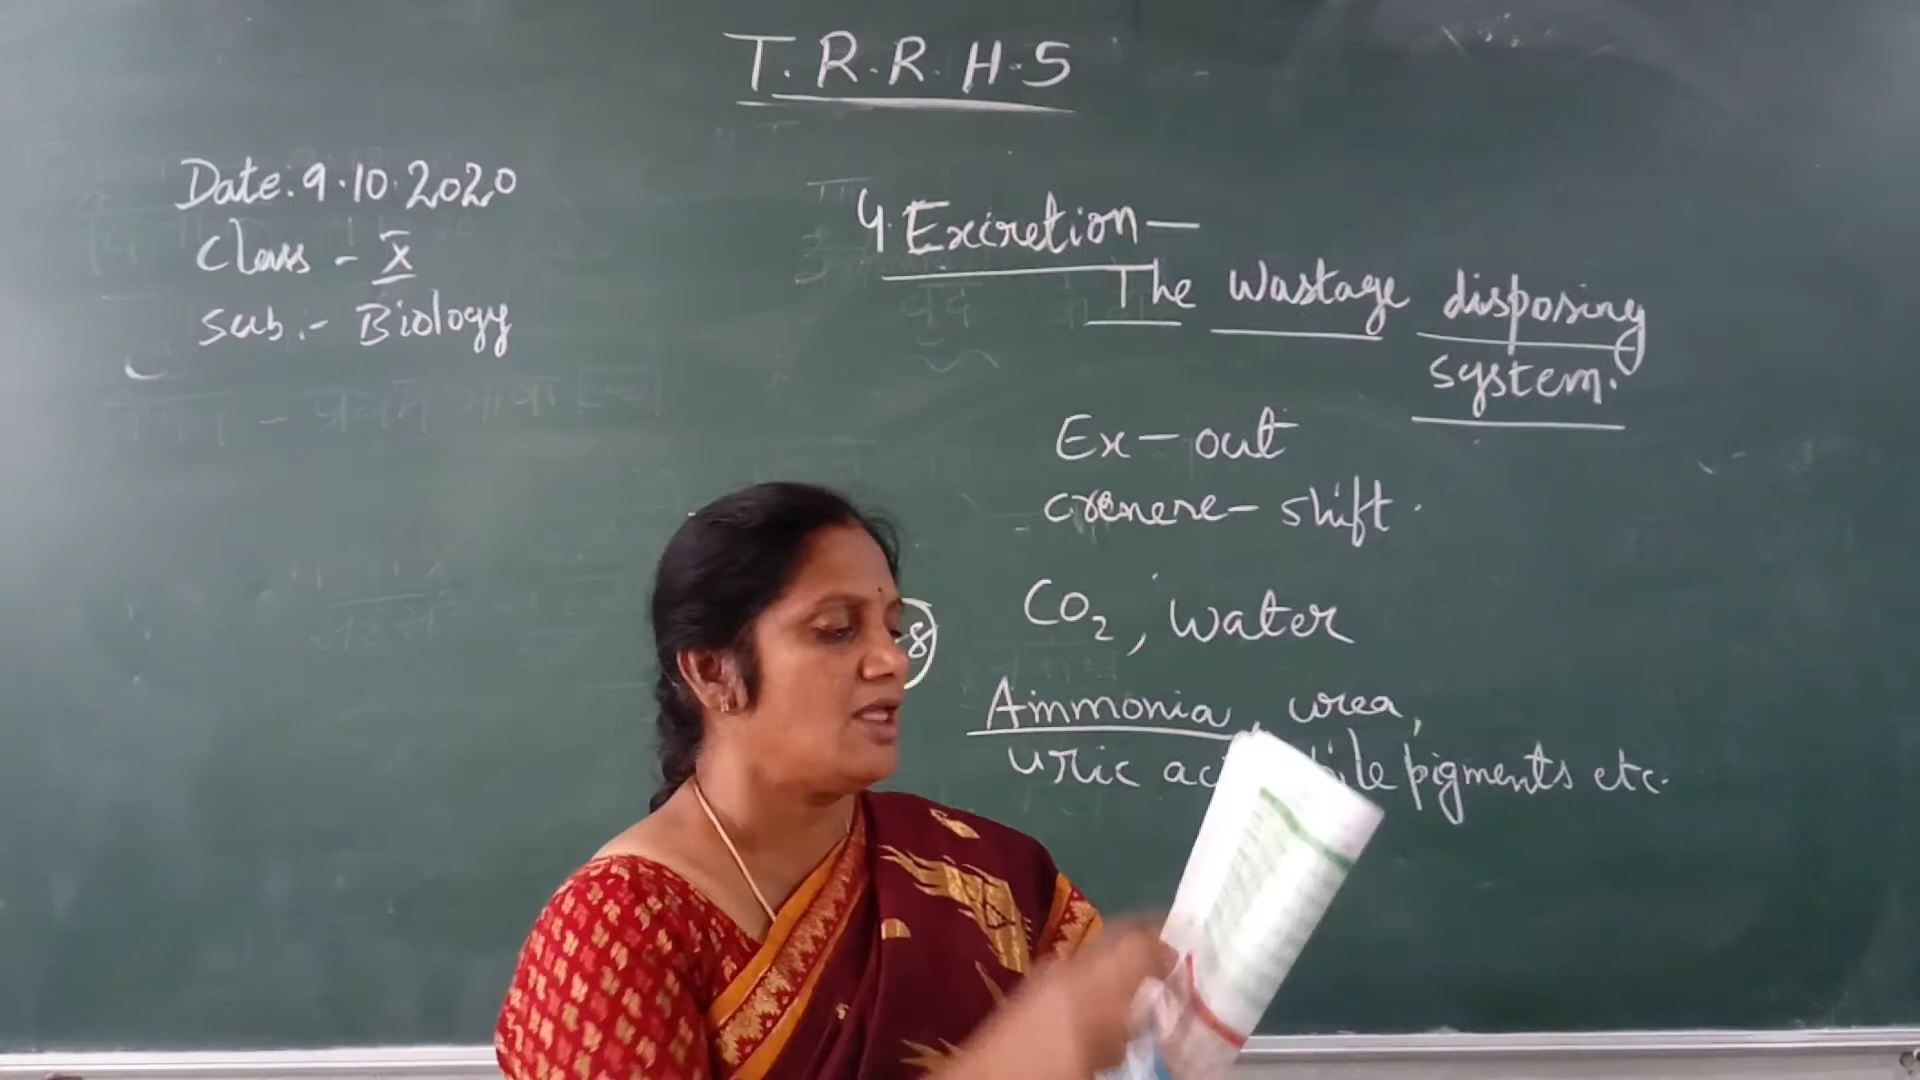 T.R.R.H.S
Date: 9.10.2020
Class - X
Sub:- Biology
4. Excretion—
The Wastage disposing
system.
Ex - out
crenere - shift.
CO2, Water
8
Ammonia, urea,
uric pigments etc.